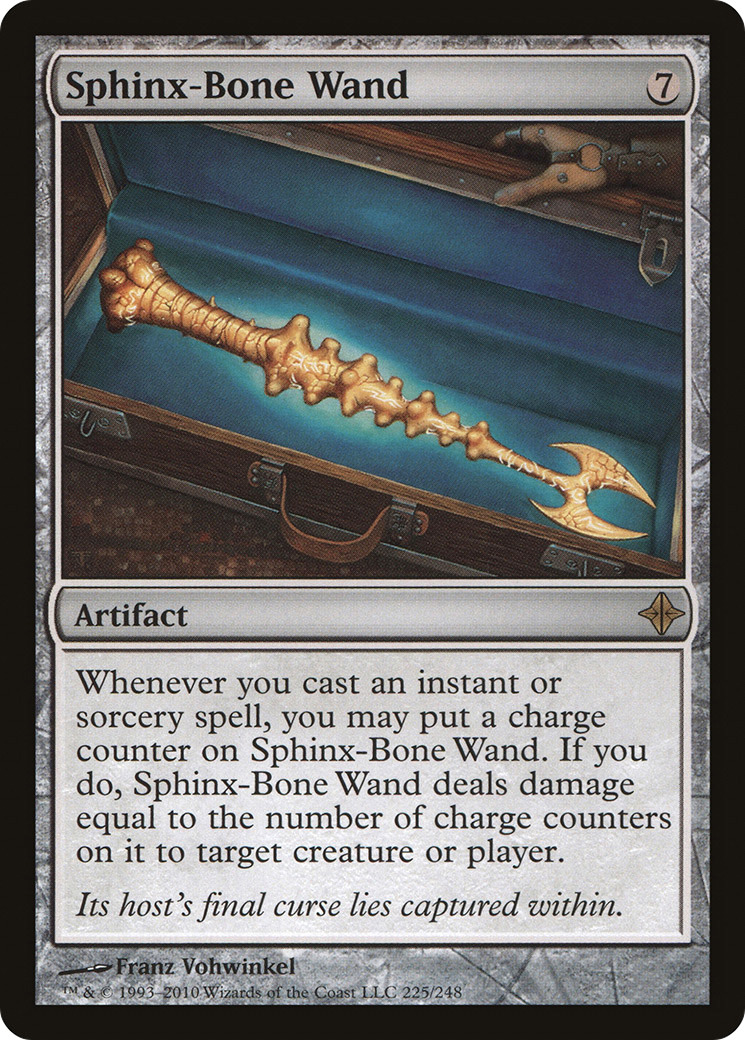 Sphinx-Bone Wand 7
Artifact
Whenever you cast an instant or
sorcery spell, you may put a charge
counter on Sphinx-Bone Wand. If you
do, Sphinx-Bone Wand deals damage
equal to the number of charge counters
on it to target creature or player.
Its host's final curse lies captured within.
Franz Vohwinkel
™ & © 1993–2010 Wizards of the Coast LLC 225/248